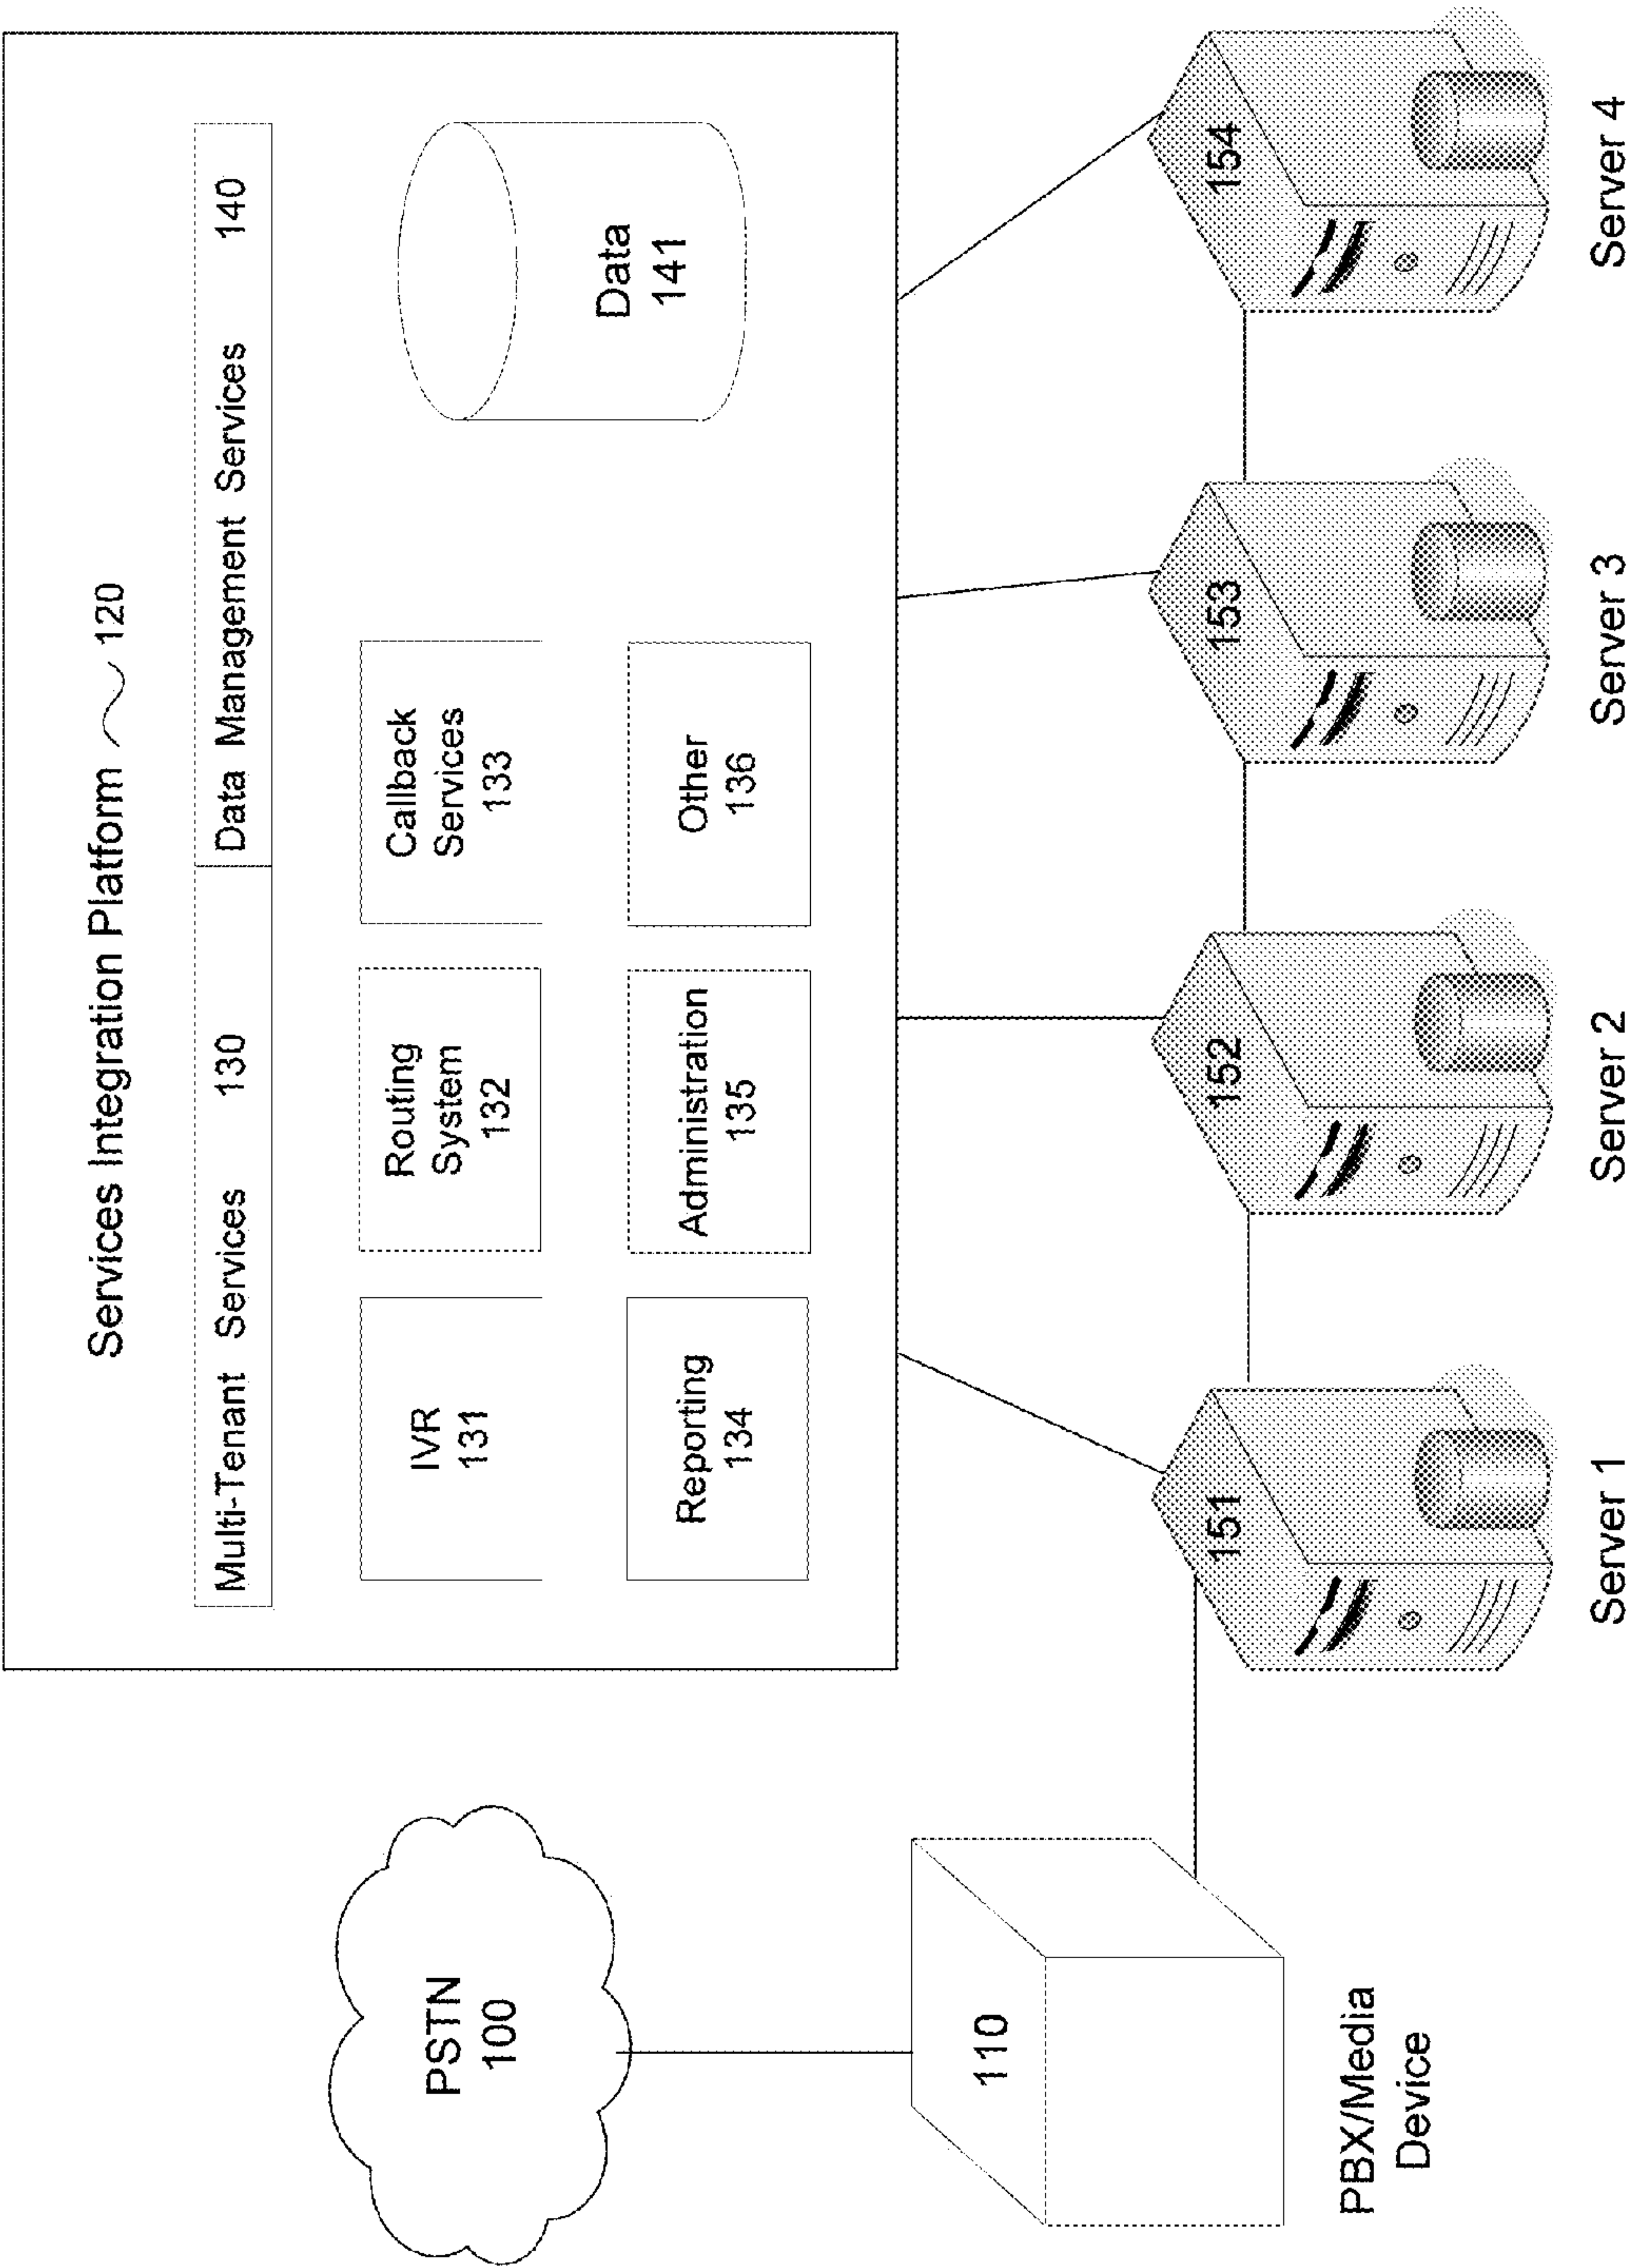 Services Integration Platform 120
Multi-Tenant Services 130
Data Management Services 140
IVR
131
Routing
System
132
Callback
Services
133
Data
141
Reporting
134
Administration
135
Other
136
PSTN
100
110
PBX/Media
Device
151
152
153
154
Server 1
Server 2
Server 3
Server 4